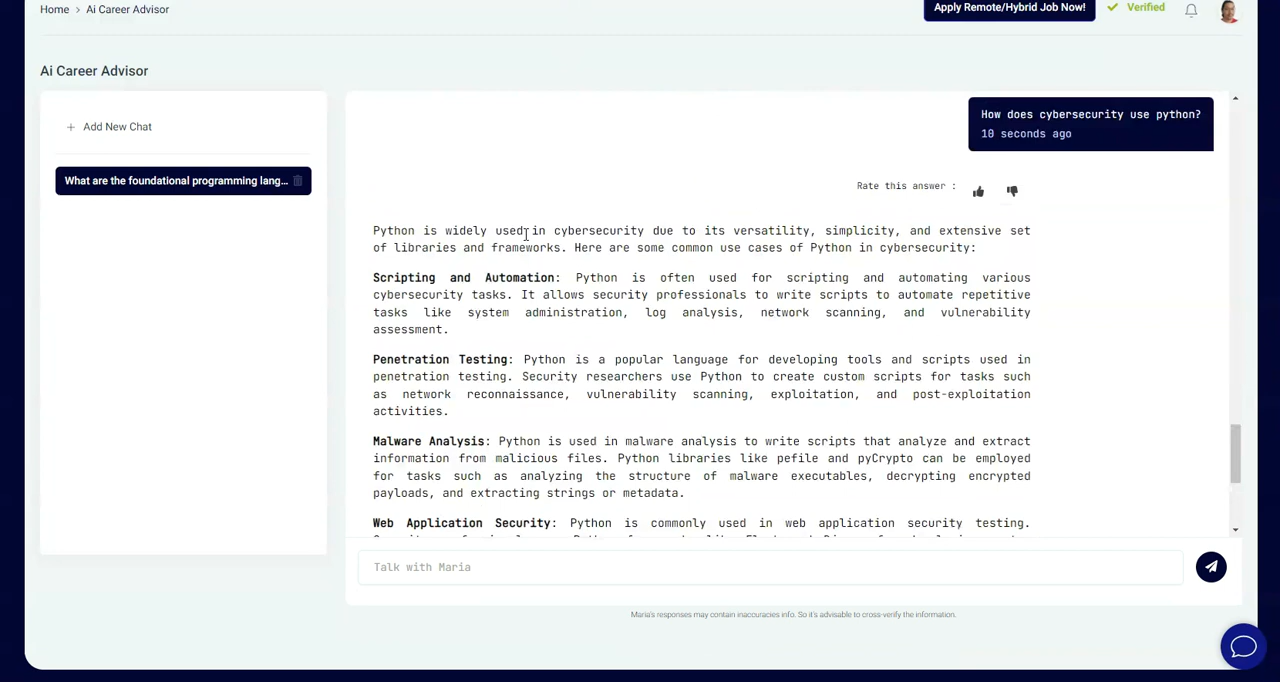 Home > Ai Career Advisor
Apply Remote/Hybrid Job Now!
Verified
Ai Career Advisor
+ Add New Chat
What are the foundational programming lang...
How does cybersecurity use python?
10 seconds ago
Rate this answer :
Python is widely used in cybersecurity due to its versatility, simplicity, and extensive set
of libraries and frameworks. Here are some common use cases of Python in cybersecurity:
Scripting and Automation: Python is often used for scripting and automating various
cybersecurity tasks. It allows security professionals to write scripts to automate repetitive
tasks like system administration, log analysis, network scanning, and vulnerability
assessment.
Penetration Testing: Python is a popular language for developing tools and scripts used in
penetration testing. Security researchers use Python to create custom scripts for tasks such
as network reconnaissance, vulnerability scanning, exploitation, and post-exploitation
activities.
Malware Analysis: Python is used in malware analysis to write scripts that analyze and extract
information from malicious files. Python libraries like pefile and pyCrypto can be employed
for tasks such as analyzing the structure of malware executables, decrypting encrypted
payloads, and extracting strings or metadata.
Web Application Security: Python is commonly used in web application security testing.
Talk with Maria
Maria's responses may contain inaccuracies info. So it's advisable to cross-verify the information.